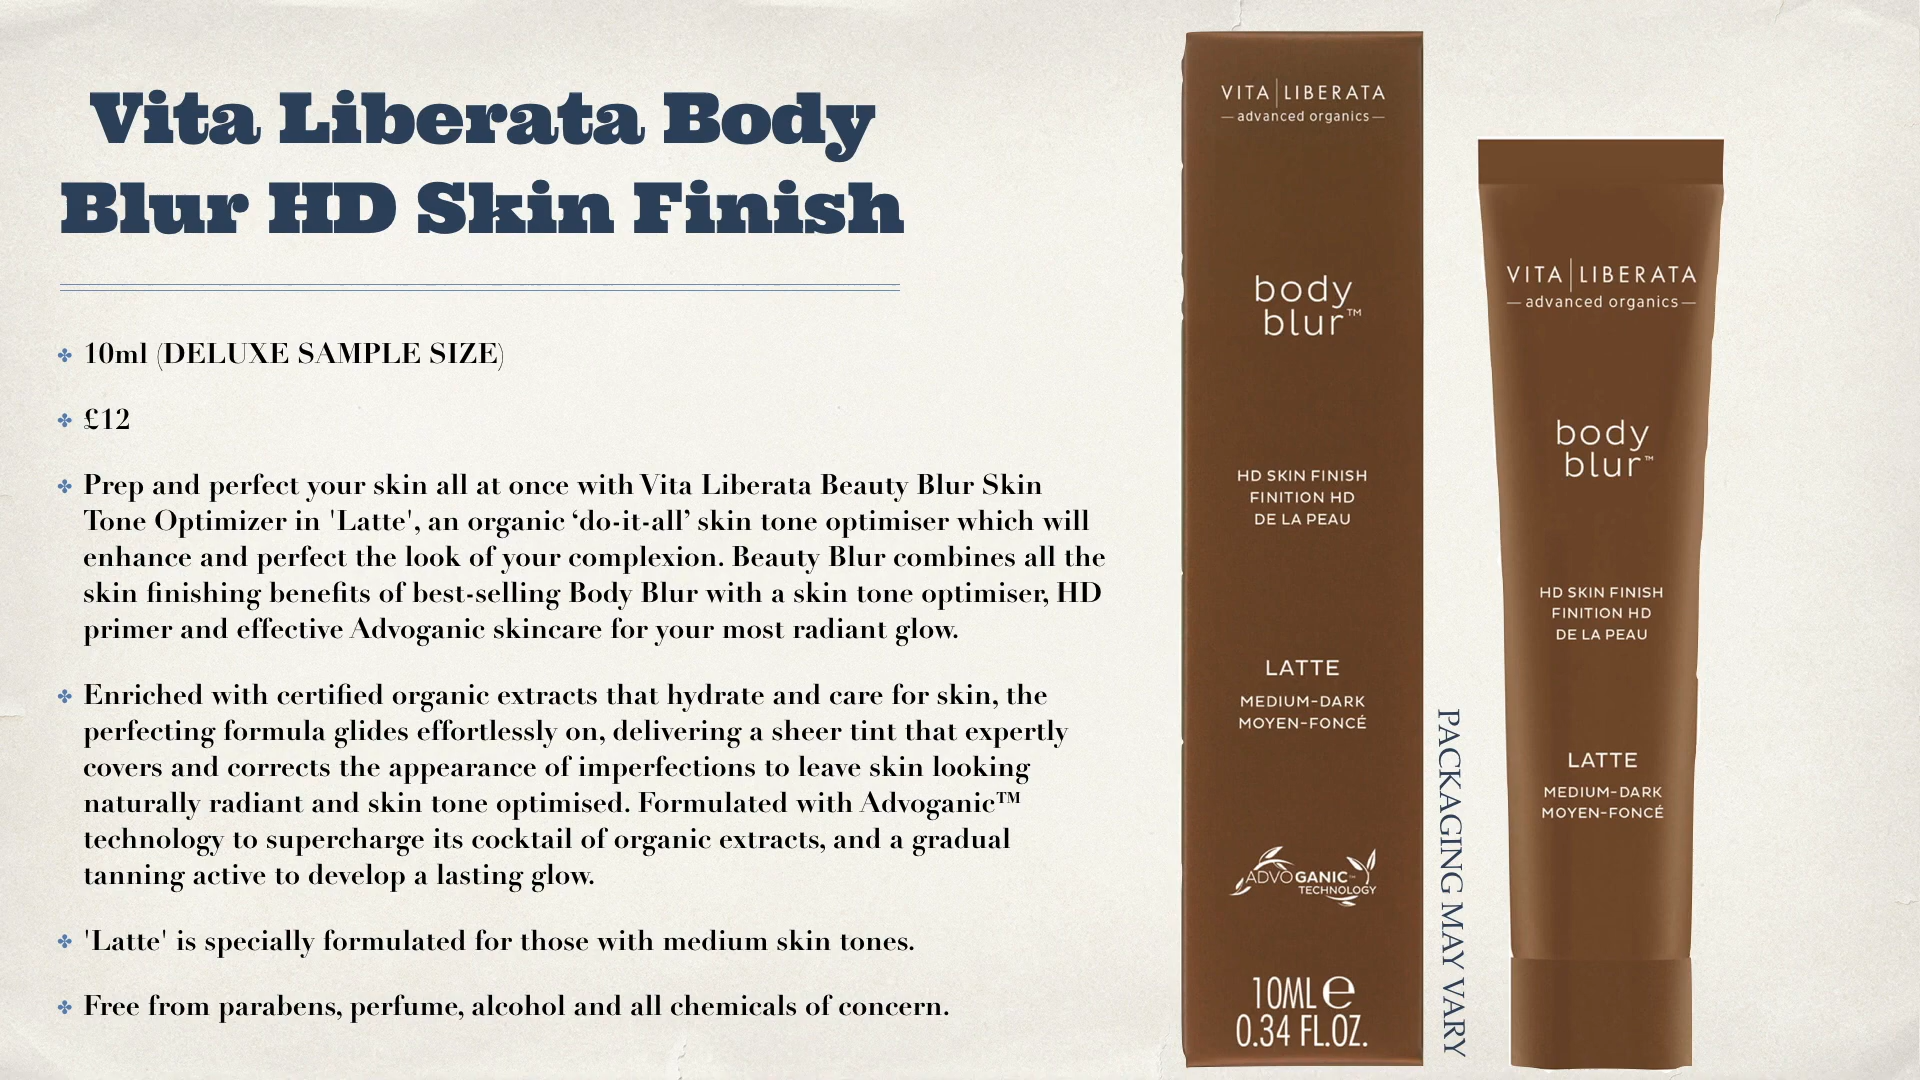 Vita Liberata Body
Blur HD Skin Finish
10ml (DELUXE SAMPLE SIZE)
£12
Prep and perfect your skin all at once with Vita Liberata Beauty Blur Skin
Tone Optimizer in 'Latte', an organic ‘do-it-all’ skin tone optimiser which will
enhance and perfect the look of your complexion. Beauty Blur combines all the
skin finishing benefits of best-selling Body Blur with a skin tone optimiser, HD
primer and effective Advoganic skincare for your most radiant glow.
Enriched with certified organic extracts that hydrate and care for skin, the
perfecting formula glides effortlessly on, delivering a sheer tint that expertly
covers and corrects the appearance of imperfections to leave skin looking
naturally radiant and skin tone optimised. Formulated with Advoganic™
technology to supercharge its cocktail of organic extracts, and a gradual
tanning active to develop a lasting glow.
'Latte' is specially formulated for those with medium skin tones.
Free from parabens, perfume, alcohol and all chemicals of concern.
VITA|LIBERATA
— advanced organics —
body
blur™
HD SKIN FINISH
FINITION HD
DE LA PEAU
LATTE
MEDIUM-DARK
MOYEN-FONCÉ
ADVOGANIC™
TECHNOLOGY
10ML e
0.34 FL.OZ.
PACKAGING MAY VARY
VITA|LIBERATA
— advanced organics —
body
blur™
HD SKIN FINISH
FINITION HD
DE LA PEAU
LATTE
MEDIUM-DARK
MOYEN-FONCÉ